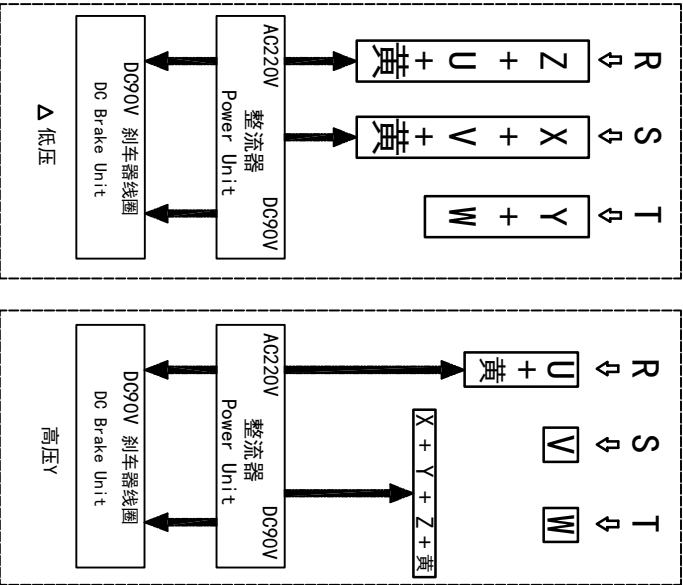 R S T
Z + U + 黄
X + V + 黄
Y + W
AC220V 整流器 DC90V
Power Unit
DC90V 刹车器线圈
DC Brake Unit
Δ 低压
R S T
U + 黄
V
W
X + Y + Z + 黄
AC220V 整流器 DC90V
Power Unit
DC90V 刹车器线圈
DC Brake Unit
高压Y